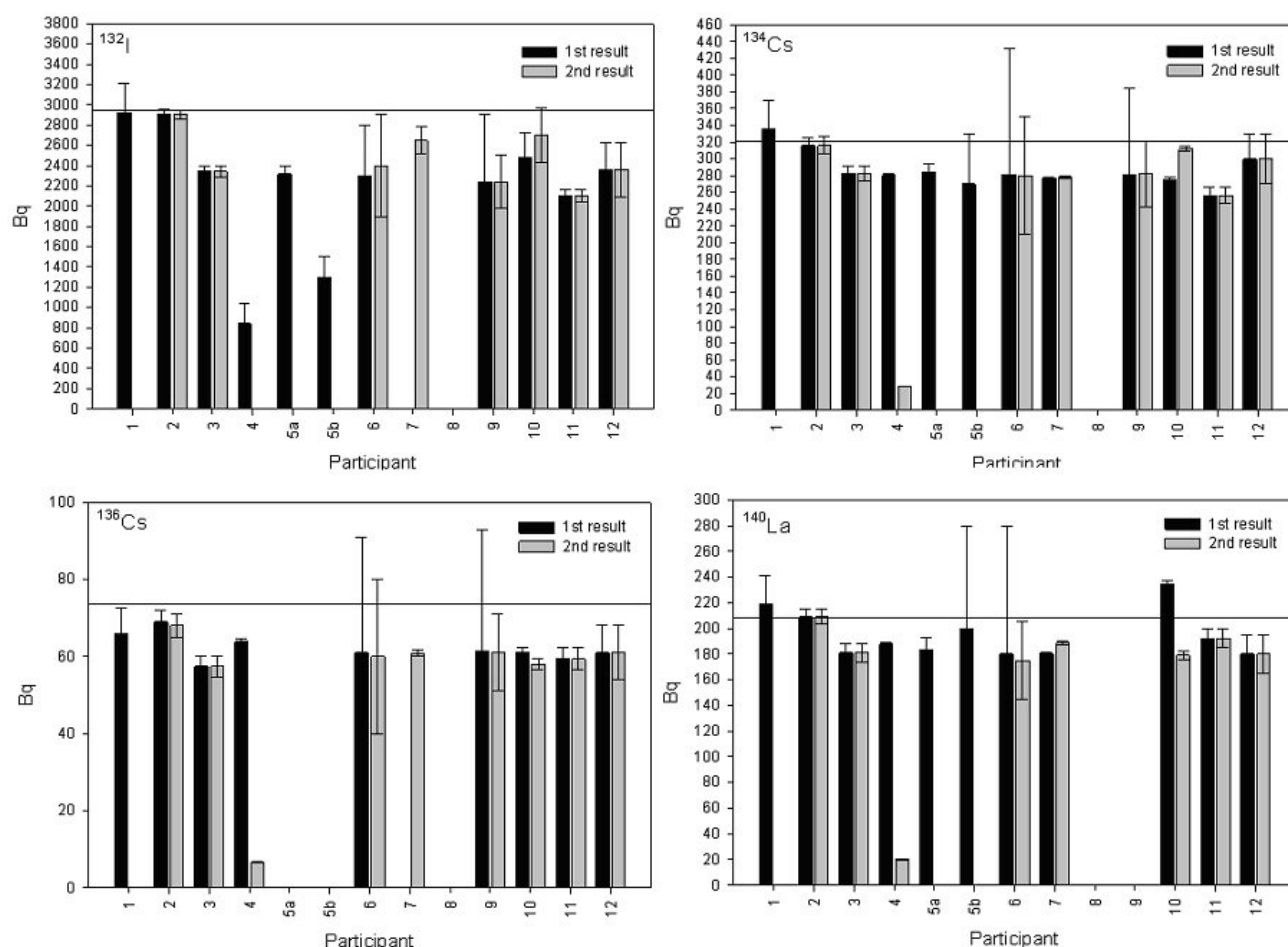 ¹³²I
1st result
2nd result
3800
3600
3400
3200
3000
2800
2600
2400
2200
2000
1800
1600
1400
1200
1000
800
600
400
200
0
Bq
1 2 3 4 5a 5b 6 7 8 9 10 11 12
Participant
¹³⁴Cs
1st result
2nd result
460
440
420
400
380
360
340
320
300
280
260
240
220
200
180
160
140
120
100
80
60
40
20
0
Bq
1 2 3 4 5a 5b 6 7 8 9 10 11 12
Participant
¹³⁶Cs
1st result
2nd result
100
80
60
40
20
0
Bq
1 2 3 4 5a 5b 6 7 8 9 10 11 12
Participant
¹⁴⁰La
1st result
2nd result
300
280
260
240
220
200
180
160
140
120
100
80
60
40
20
0
Bq
1 2 3 4 5a 5b 6 7 8 9 10 11 12
Participant